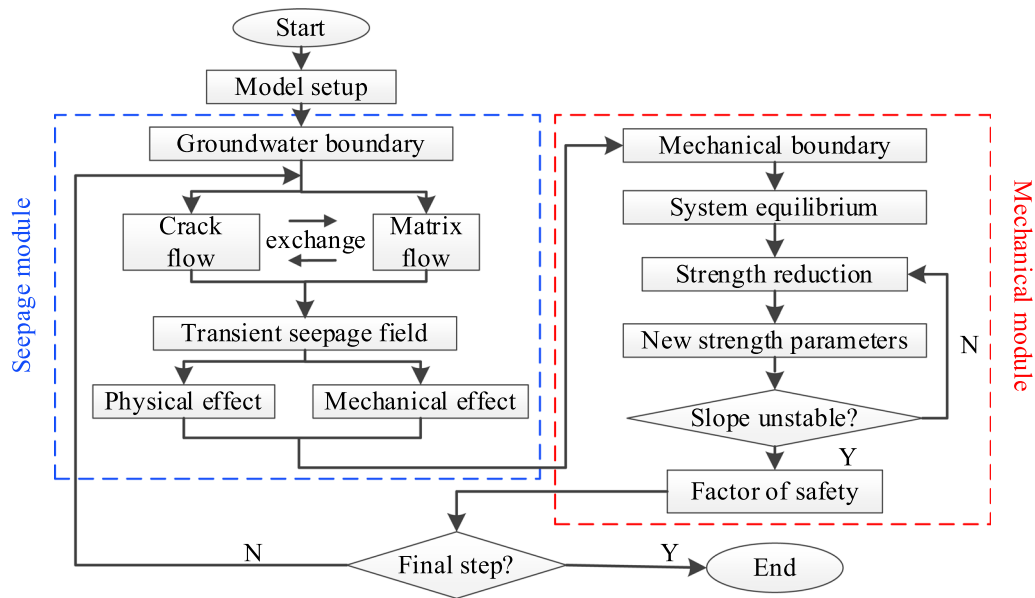 Start
Model setup
Seepage module
Groundwater boundary
Crack
flow
exchange
Matrix
flow
Transient seepage field
Physical effect
Mechanical effect
Mechanical module
Mechanical boundary
System equilibrium
Strength reduction
New strength parameters
N
Slope unstable?
Y
Factor of safety
N
Final step?
Y
End